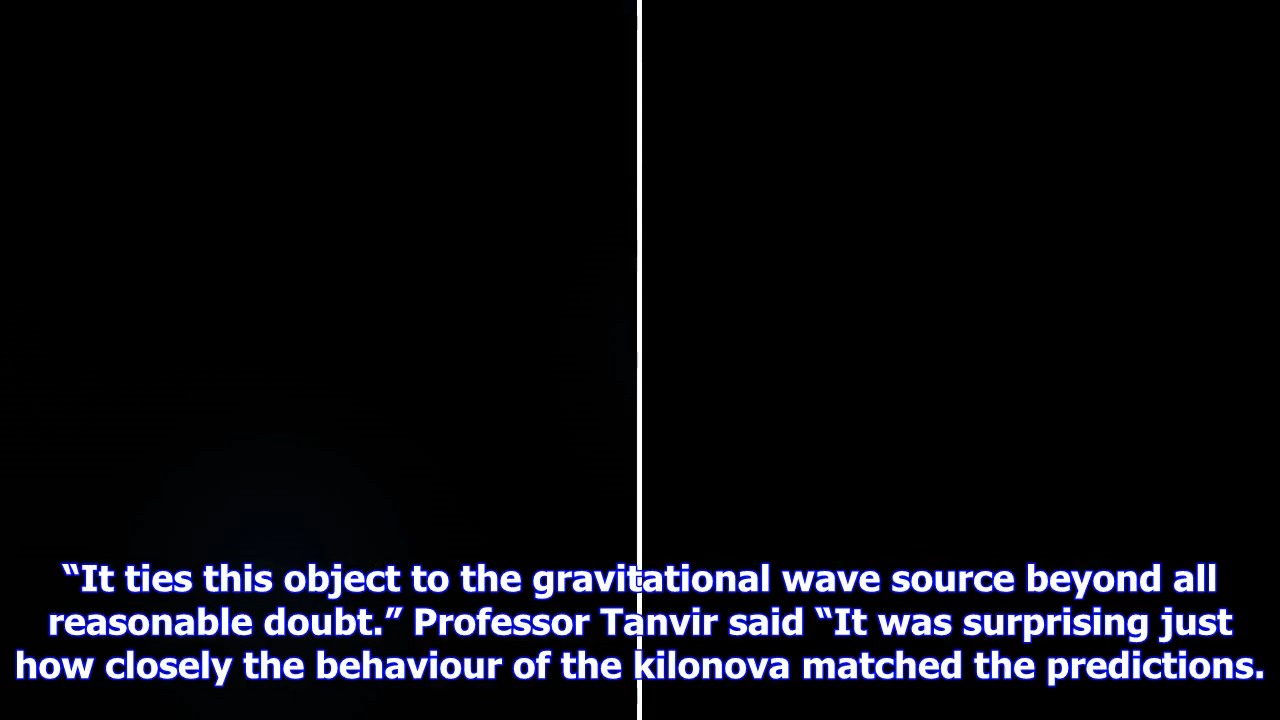 “It ties this object to the gravitational wave source beyond all
reasonable doubt.” Professor Tanvir said “It was surprising just
how closely the behaviour of the kilonova matched the predictions.